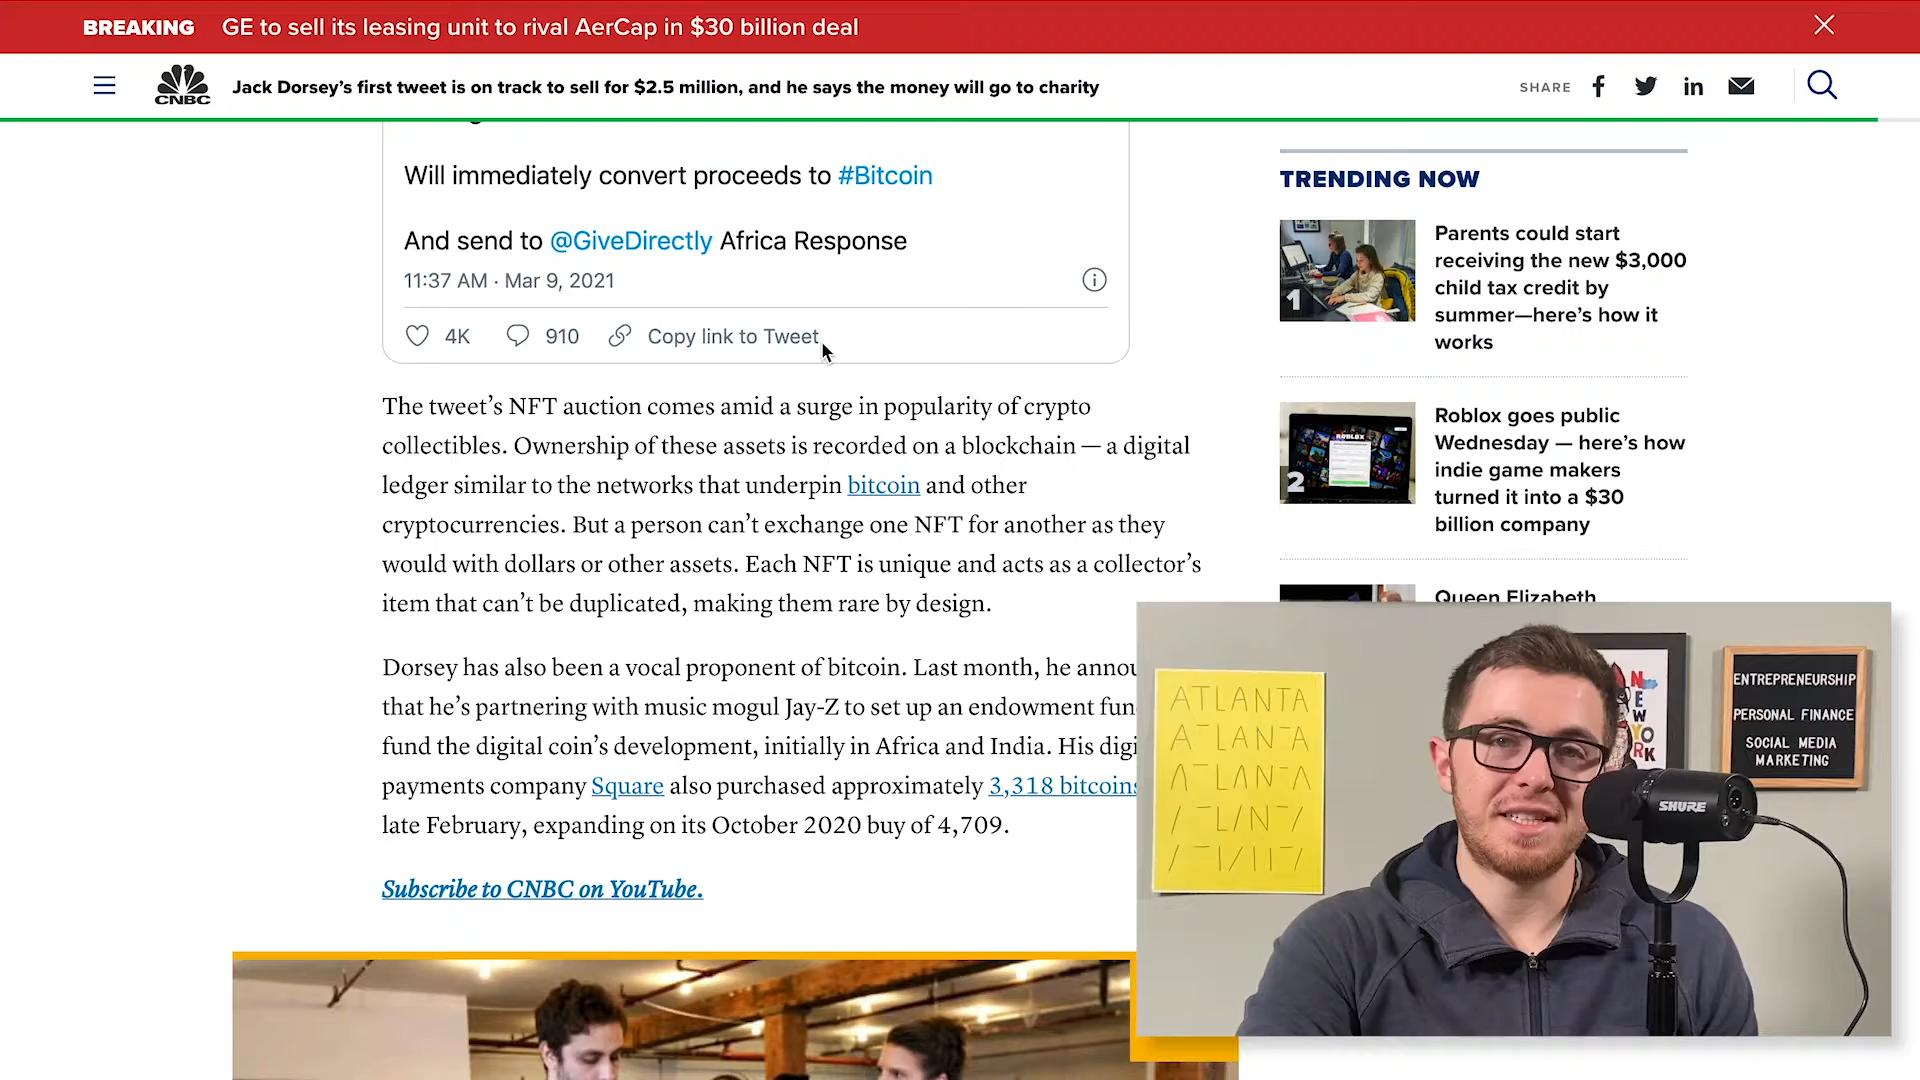 BREAKING GE to sell its leasing unit to rival AerCap in $30 billion deal
CNBC
Jack Dorsey’s first tweet is on track to sell for $2.5 million, and he says the money will go to charity
SHARE
Will immediately convert proceeds to #Bitcoin
And send to @GiveDirectly Africa Response
11:37 AM · Mar 9, 2021
4K 910 Copy link to Tweet
The tweet’s NFT auction comes amid a surge in popularity of crypto
collectibles. Ownership of these assets is recorded on a blockchain — a digital
ledger similar to the networks that underpin bitcoin and other
cryptocurrencies. But a person can’t exchange one NFT for another as they
would with dollars or other assets. Each NFT is unique and acts as a collector’s
item that can’t be duplicated, making them rare by design.
Dorsey has also been a vocal proponent of bitcoin. Last month, he annou
that he’s partnering with music mogul Jay-Z to set up an endowment fun
fund the digital coin’s development, initially in Africa and India. His digi
payments company Square also purchased approximately 3,318 bitcoins
late February, expanding on its October 2020 buy of 4,709.
Subscribe to CNBC on YouTube.
TRENDING NOW
1
Parents could start
receiving the new $3,000
child tax credit by
summer—here’s how it
works
ROBLOX
2
Roblox goes public
Wednesday — here’s how
indie game makers
turned it into a $30
billion company
Queen Elizabeth
ATLANTA
NEW YORK
ENTREPRENEURSHIP
PERSONAL FINANCE
SOCIAL MEDIA
MARKETING
SHURE